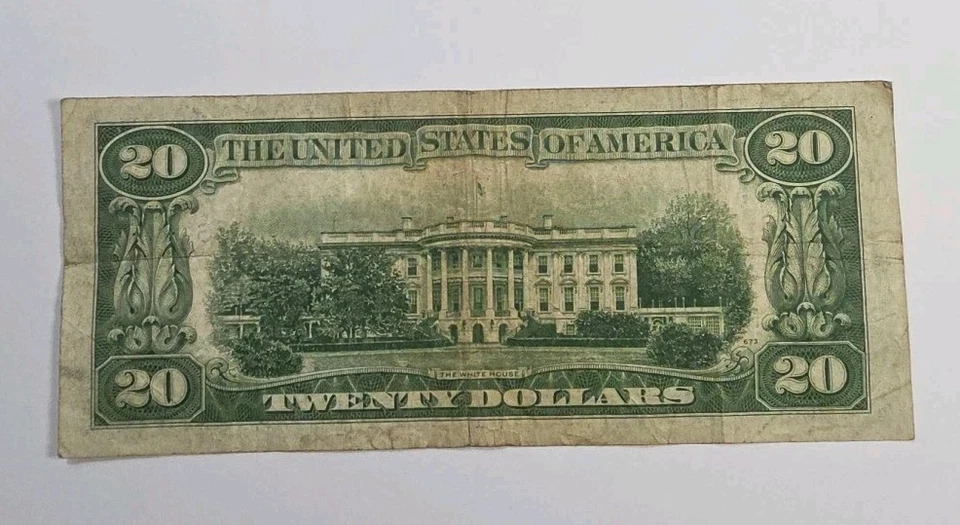 20 THE UNITED STATES OF AMERICA 20
673
THE WHITE HOUSE
20 TWENTY DOLLARS 20